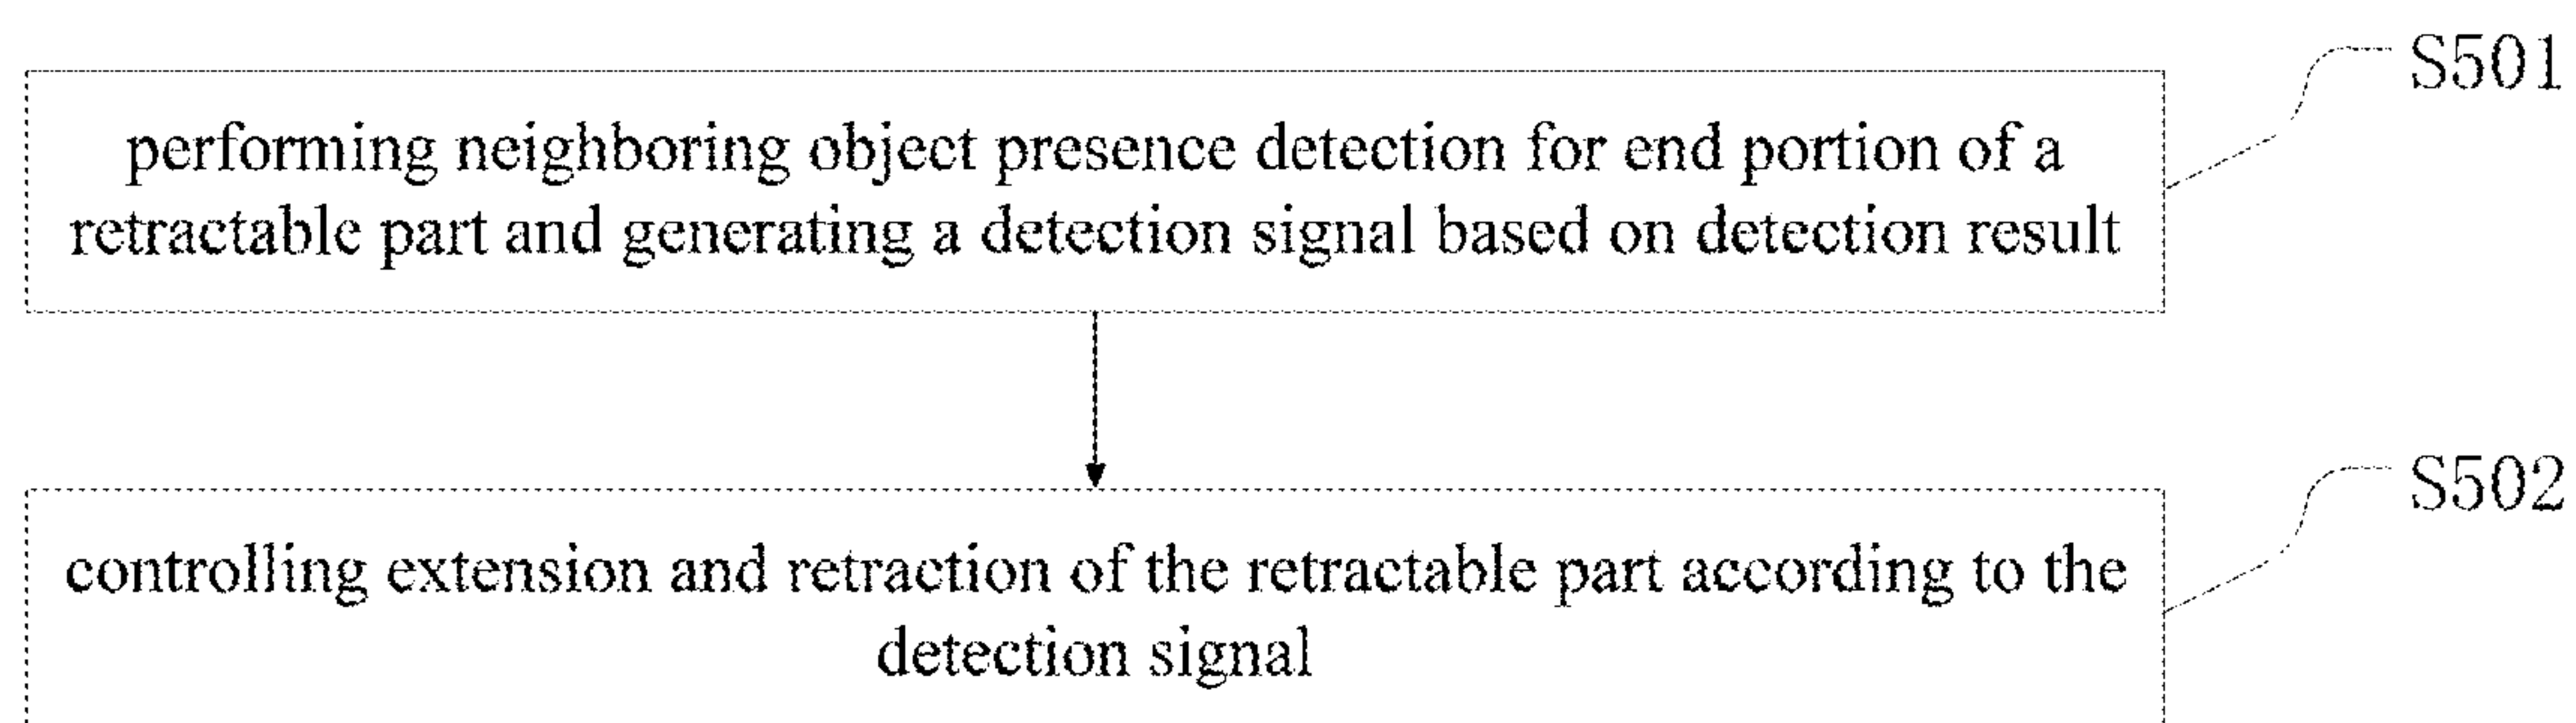 S501
performing neighboring object presence detection for end portion of a
retractable part and generating a detection signal based on detection result
S502
controlling extension and retraction of the retractable part according to the
detection signal